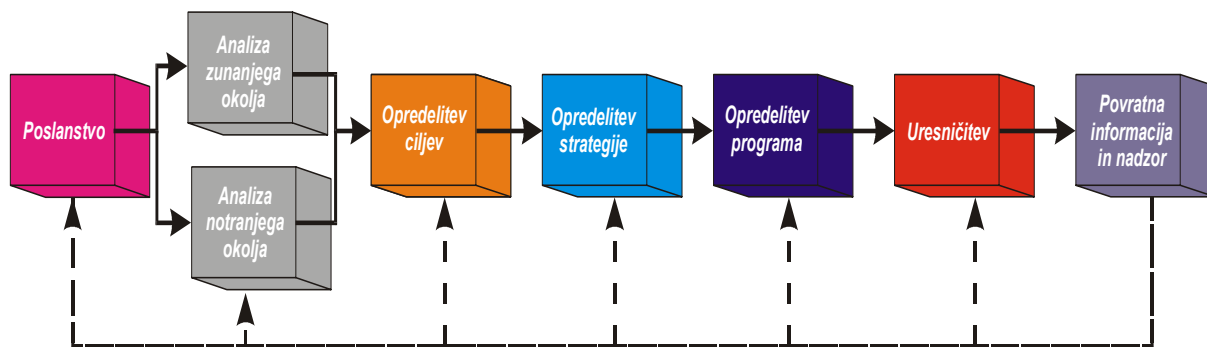 Poslanstvo
Analiza
zunanjega
okolja
Analiza
notranjega
okolja
Opredelitev
ciljev
Opredelitev
strategije
Opredelitev
programa
Uresničitev
Povratna
informacija
in nadzor